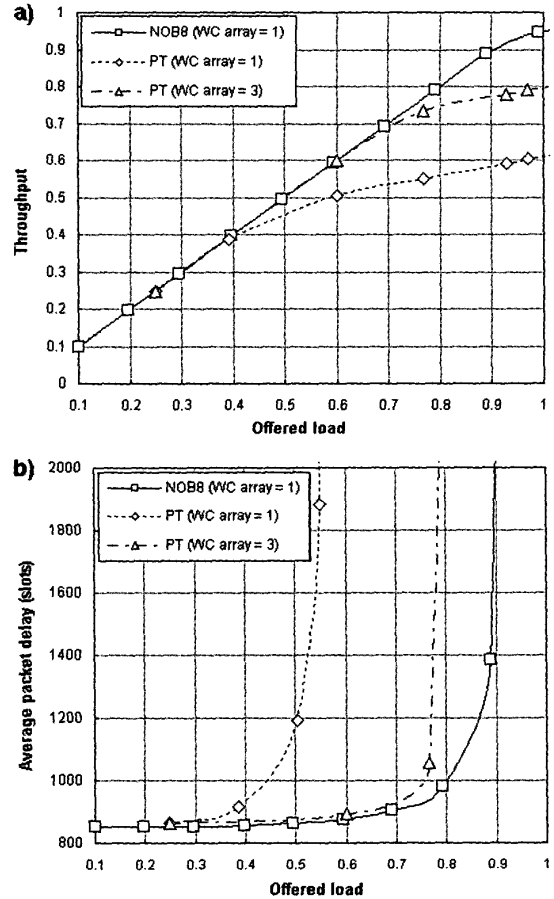 a)
1
0.9
0.8
0.7
0.6
0.5
0.4
0.3
0.2
0.1
0
Throughput
NOB8 (WC array = 1)
PT (WC array = 1)
PT (WC array = 3)
0.1 0.2 0.3 0.4 0.5 0.6 0.7 0.8 0.9 1
Offered load
b)
2000
1800
1600
1400
1200
1000
800
Average packet delay (slots)
NOB8 (WC array = 1)
PT (WC array = 1)
PT (WC array = 3)
0.1 0.2 0.3 0.4 0.5 0.6 0.7 0.8 0.9 1
Offered load